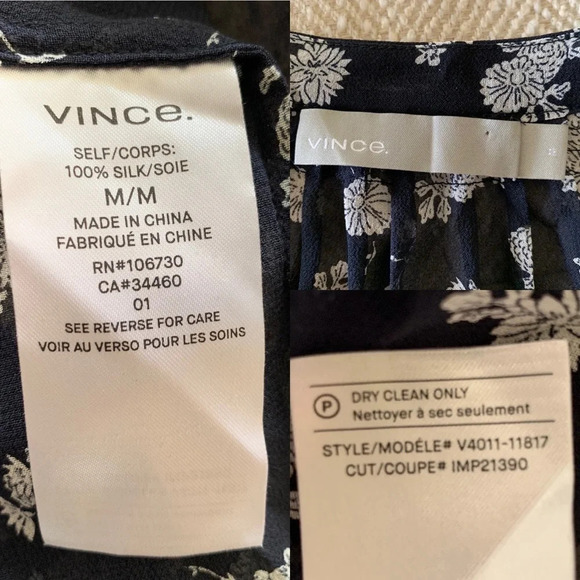 VINCE.
SELF/CORPS:
100% SILK/SOIE
M/M
MADE IN CHINA
FABRIQUÉ EN CHINE
RN#106730
CA#34460
01
SEE REVERSE FOR CARE
VOIR AU VERSO POUR LES SOINS
VINCE.
P
DRY CLEAN ONLY
Nettoyer à sec seulement
STYLE/MODÉLE# V4011-11817
CUT/COUPE# IMP21390